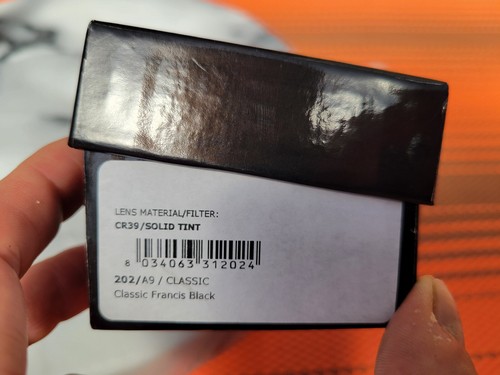 LENS MATERIAL/FILTER:
CR39/SOLID TINT
8 034063 312024
202/A9 / CLASSIC
Classic Francis Black